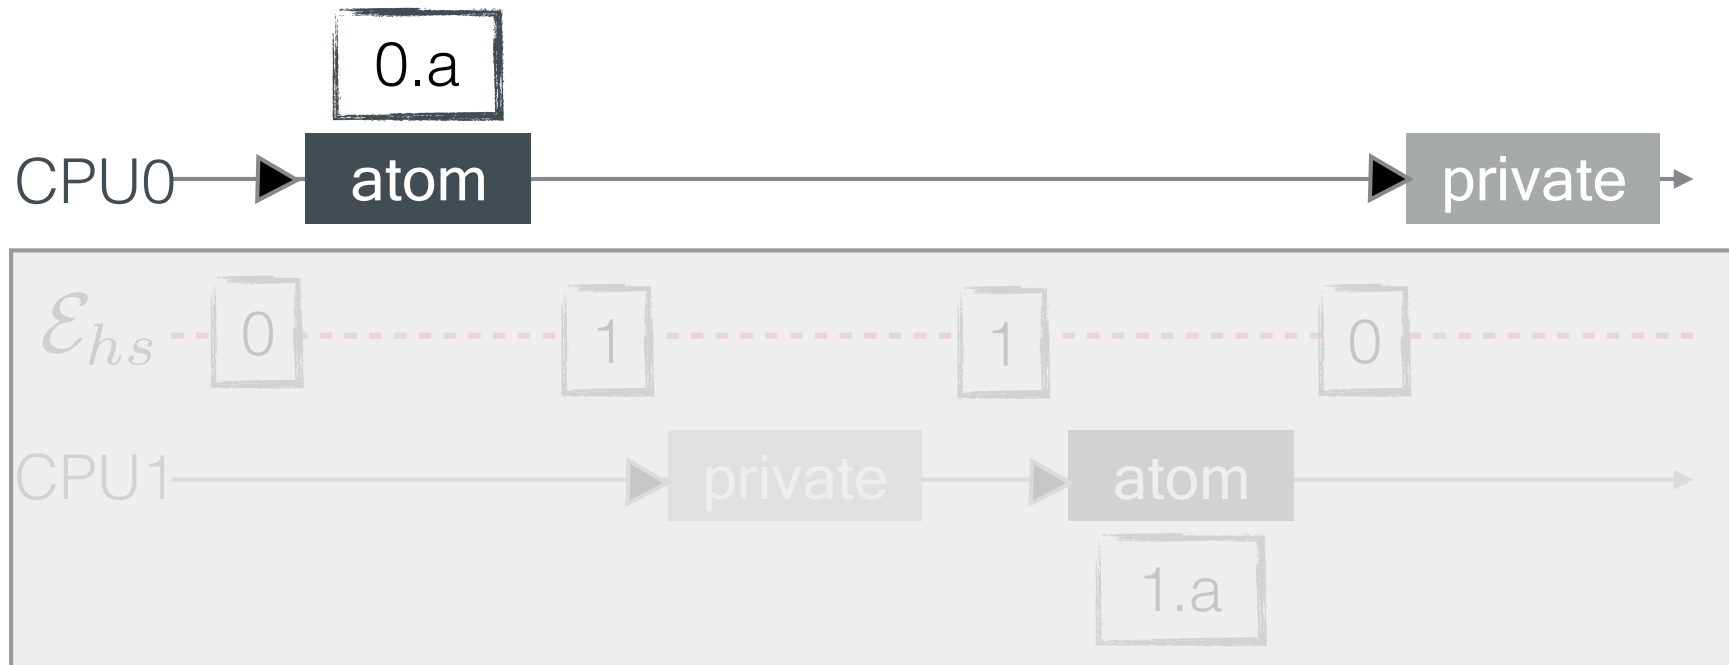 0.a
CPU0 atom private
ℰhs 0 1 1 0
CPU1 private atom
1.a